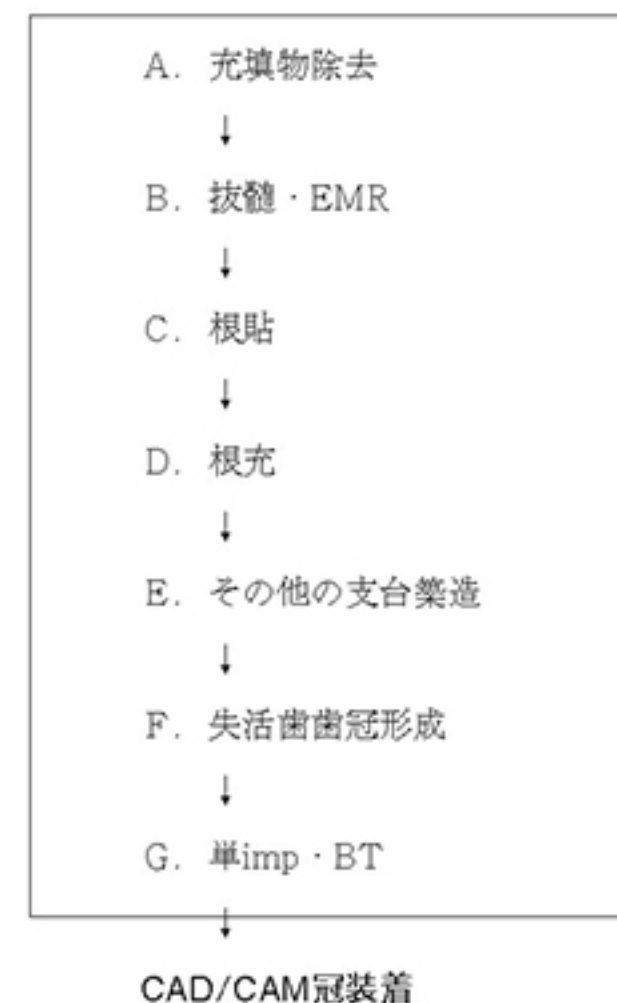 A. 充填物除去
↓
B. 抜髄・EMR
↓
C. 根貼
↓
D. 根充
↓
E. その他の支台築造
↓
F. 失活歯歯冠形成
↓
G. 単imp・BT
↓
CAD/CAM冠装着